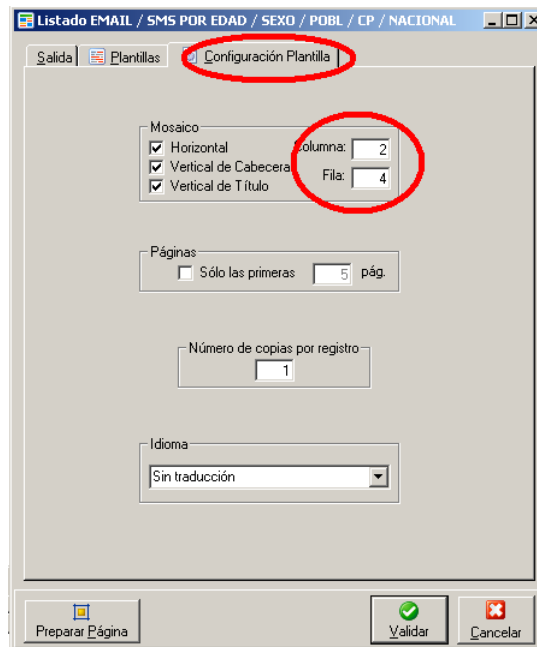 Listado EMAIL / SMS POR EDAD / SEXO / POBL / CP / NACIONAL
Salida Plantillas Configuración Plantilla
Mosaico
Horizontal Columna: 2
Vertical de Cabecera Fila: 4
Vertical de Título
Páginas
Sólo las primeras 5 pág.
Número de copias por registro
1
Idioma
Sin traducción
Preparar Página Validar Cancelar